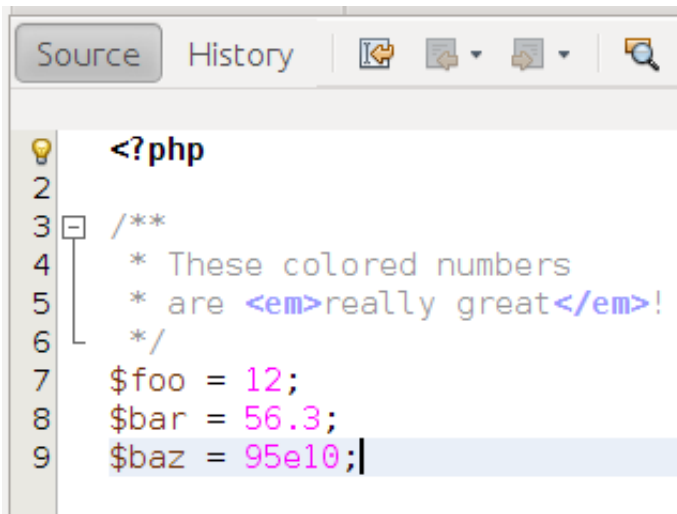 Source History
<?php
2
3 /**
4 * These colored numbers
5 * are <em>really great</em>!
6 */
7 $foo = 12;
8 $bar = 56.3;
9 $baz = 95e10;